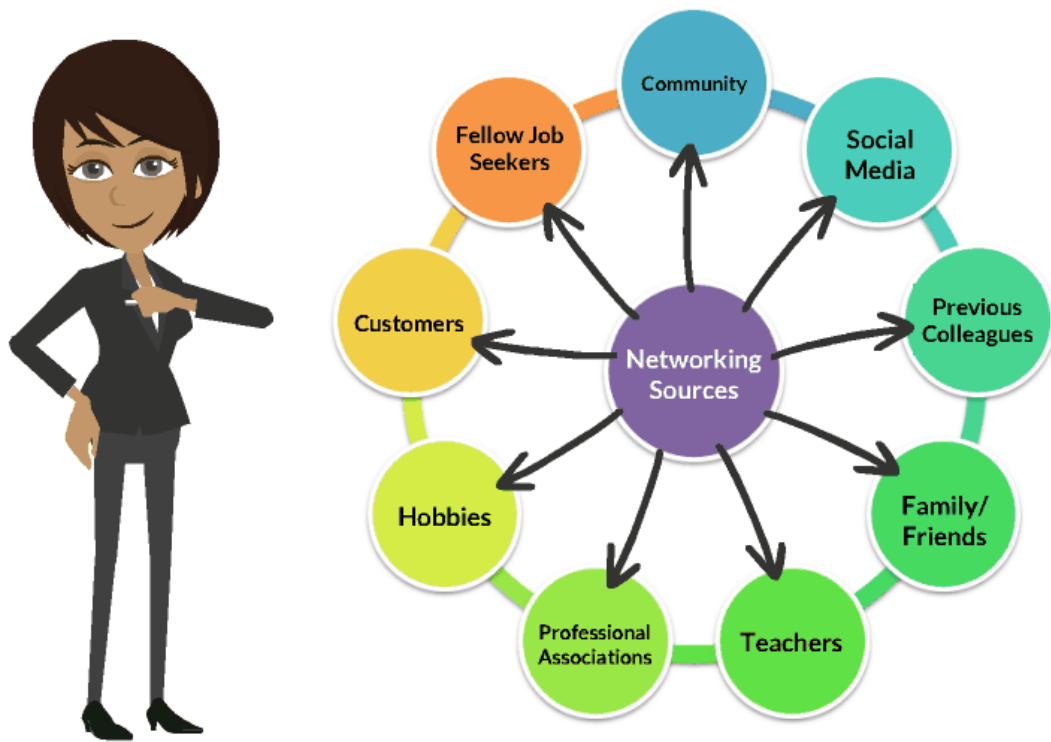 Community
Social
Media
Previous
Colleagues
Family/
Friends
Teachers
Professional
Associations
Hobbies
Customers
Fellow Job
Seekers
Networking
Sources